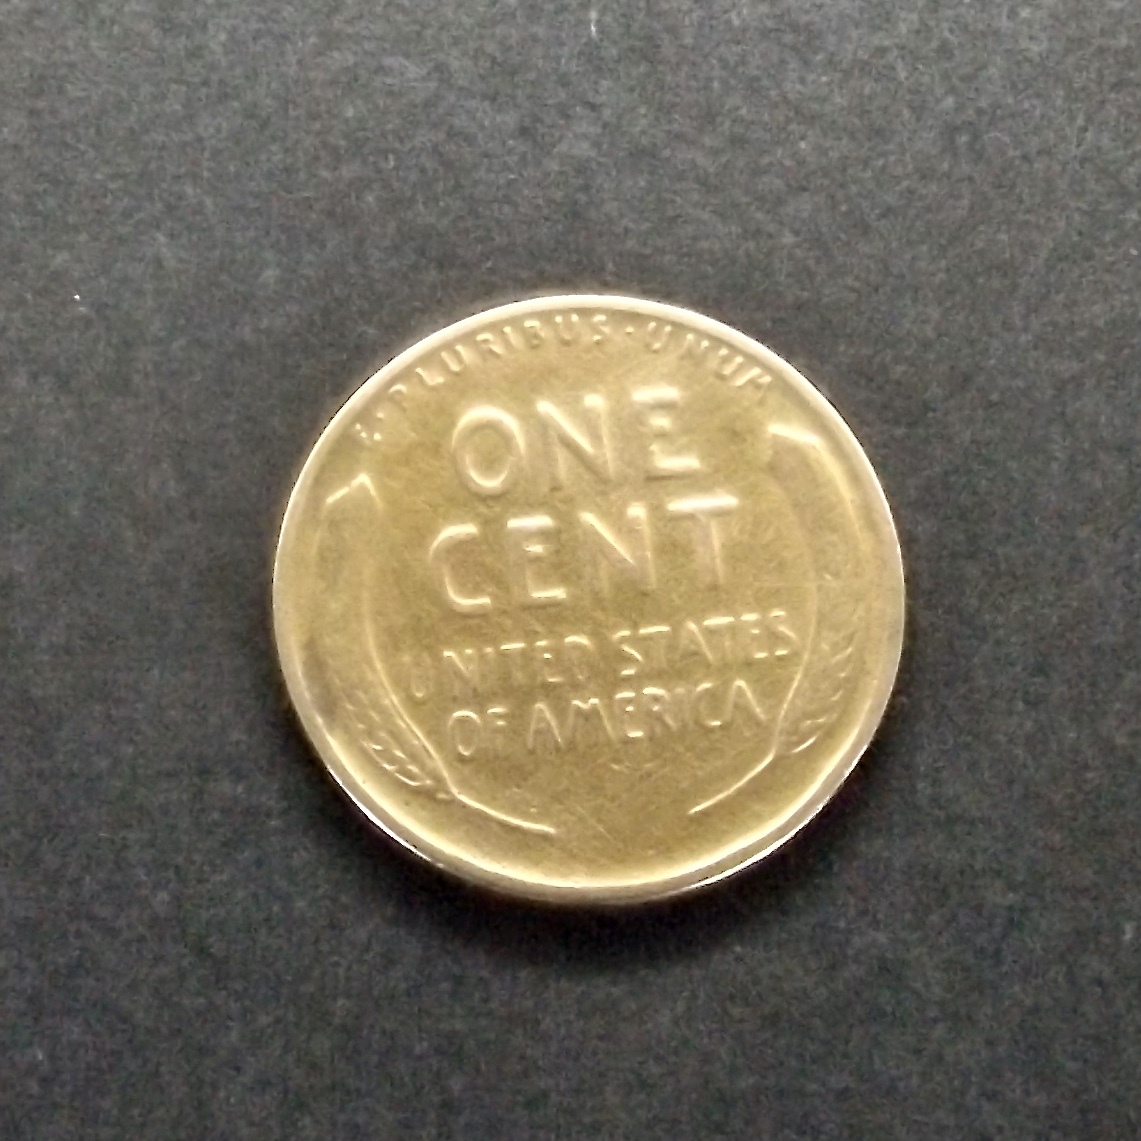 E·PLURIBUS·UNUM
ONE
CENT
UNITED STATES
OF AMERICA